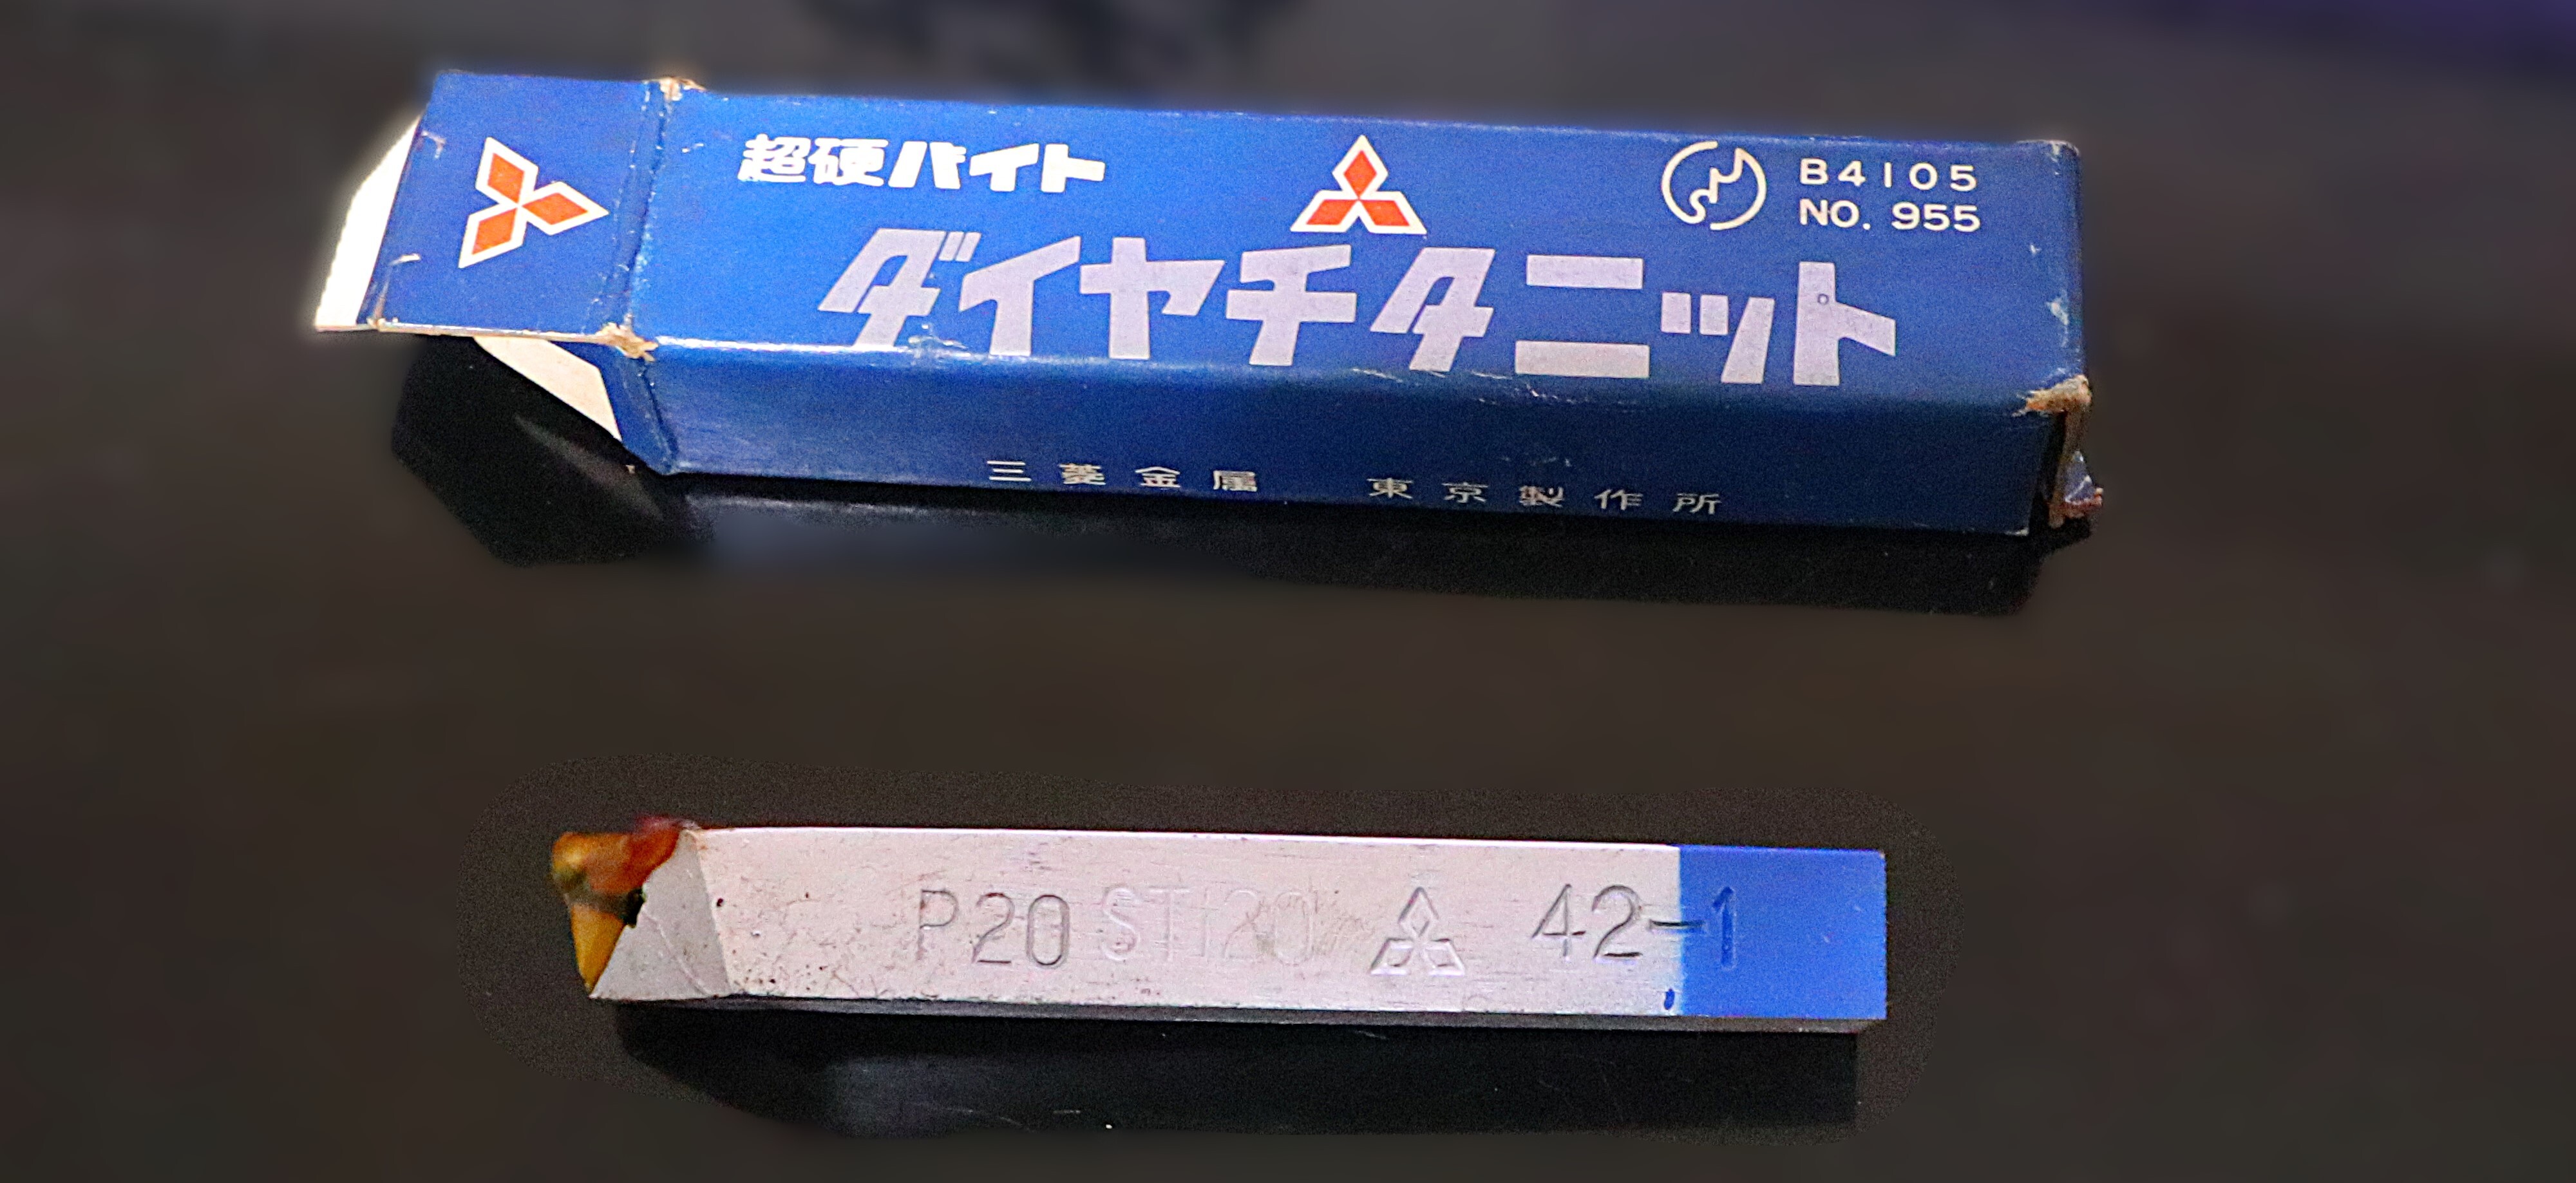 超硬バイト
B4105
NO. 955
ダイヤチタニット
三菱金属 東京製作所
P20 STi20 42-1